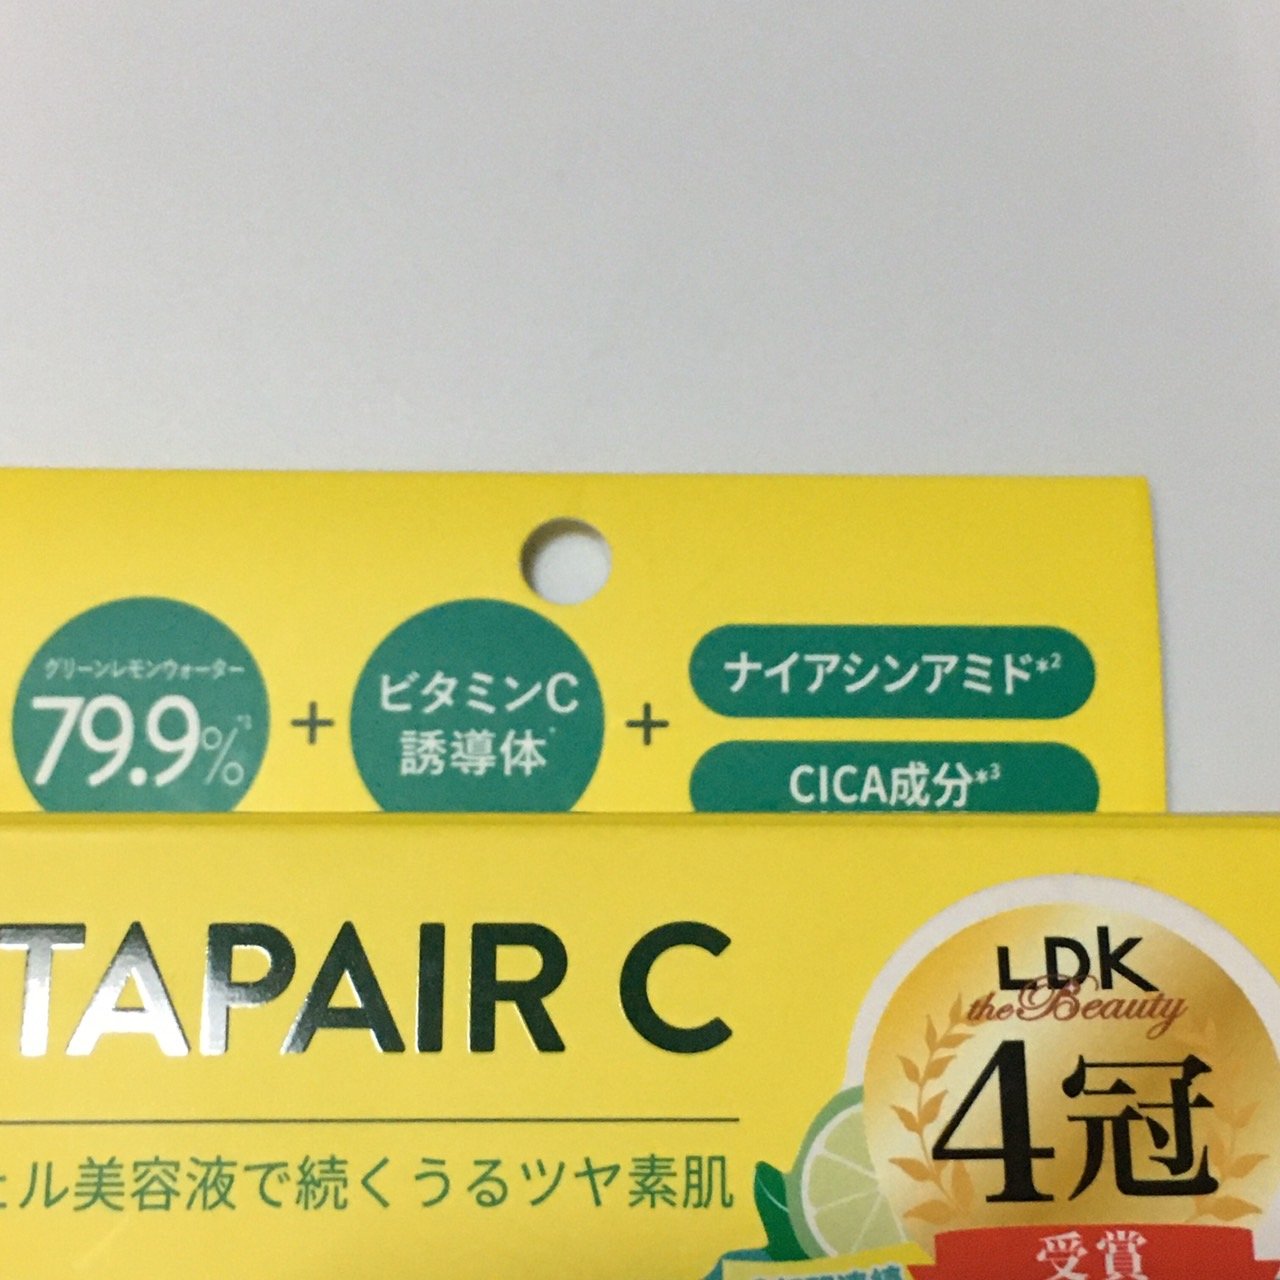 グリーンレモンウォーター
79.9%*1
+
ビタミンC
誘導体*
+
ナイアシンアミド*2
CICA成分*3
TAPAIR C
ル美容液で続くうるツヤ素肌
LDK
the Beauty
4冠
受賞